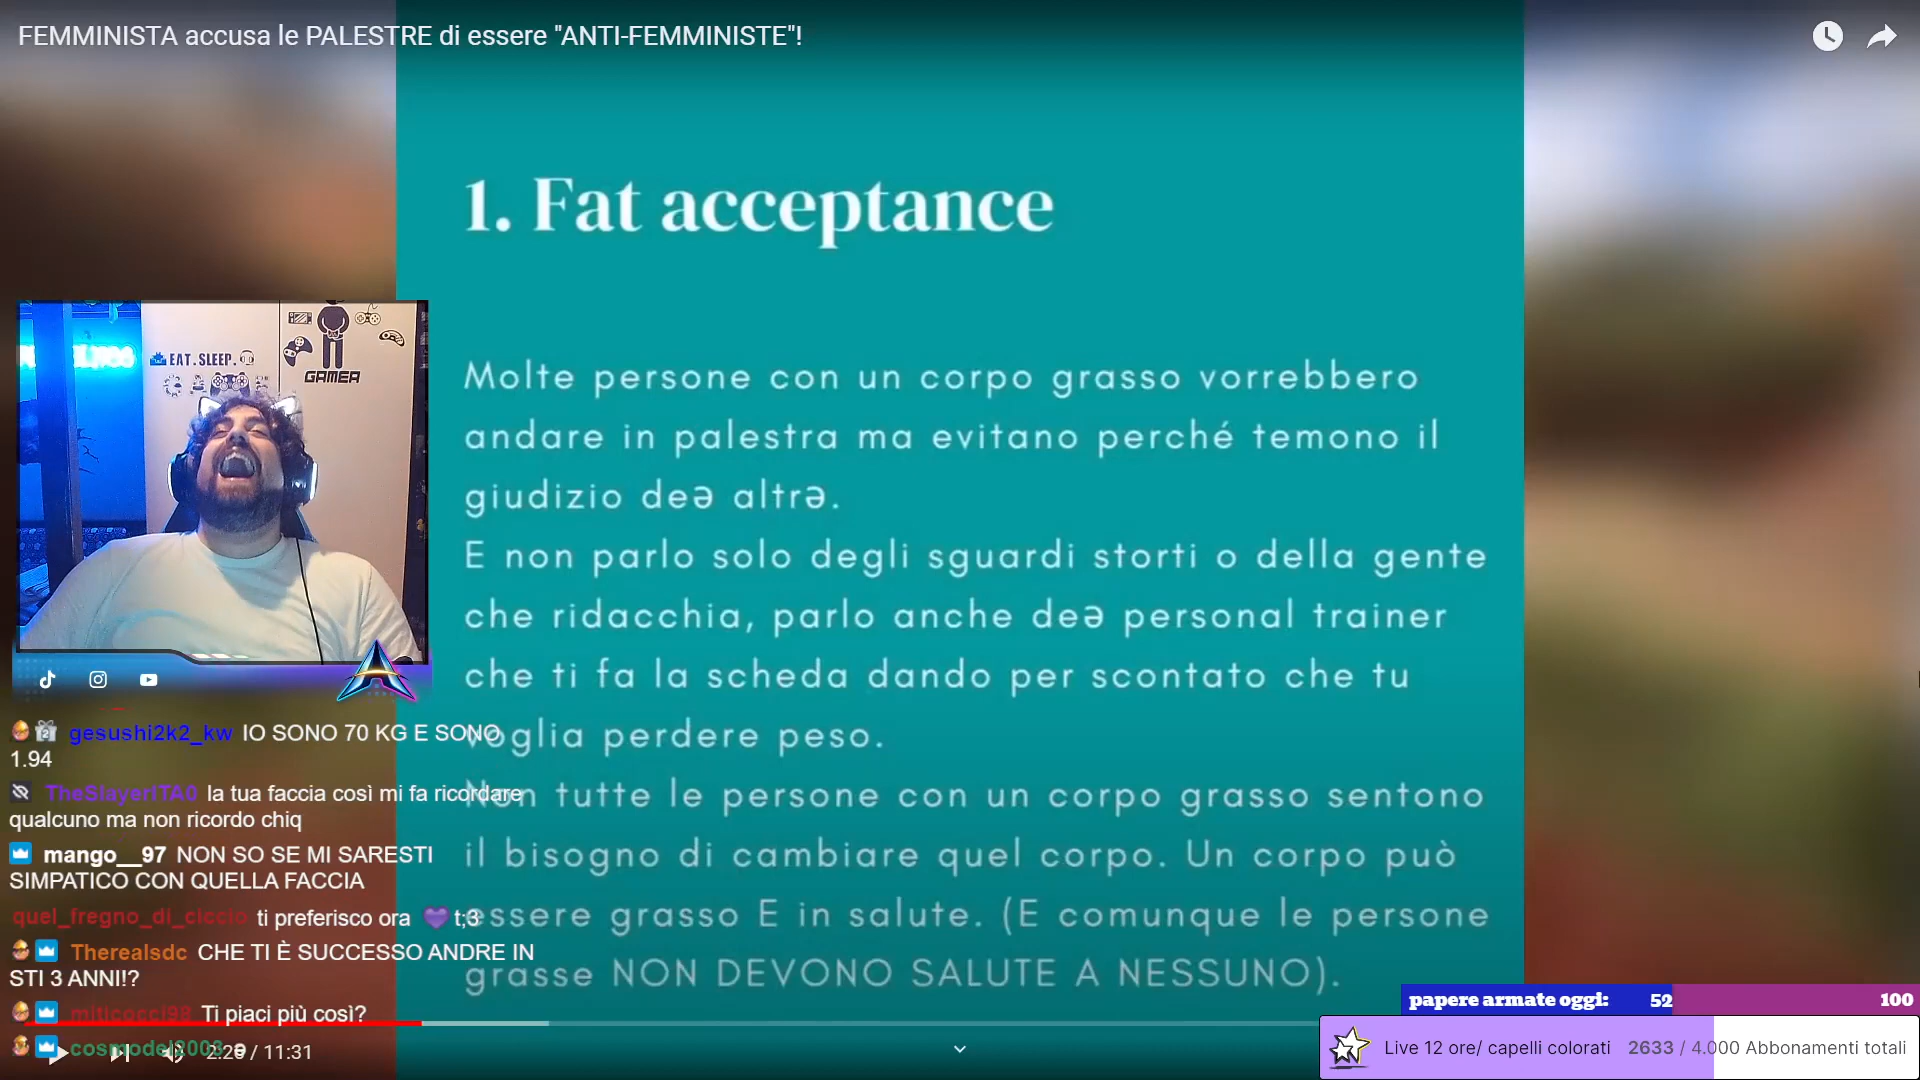 FEMMINISTA accusa le PALESTRE di essere "ANTI-FEMMINISTE"!
1. Fat acceptance
Molte persone con un corpo grasso vorrebbero
andare in palestra ma evitano perché temono il
giudizio deə altrə.
E non parlo solo degli sguardi storti o della gente
che ridacchia, parlo anche deə personal trainer
che ti fa la scheda dando per scontato che tu
voglia perdere peso.
Non tutte le persone con un corpo grasso sentono
il bisogno di cambiare quel corpo. Un corpo può
essere grasso E in salute. (E comunque le persone
grasse NON DEVONO SALUTE A NESSUNO).
EAT.SLEEP.
GAMER
gesushi2k2_kw IO SONO 70 KG E SONO
1.94
TheSlayerITA0 la tua faccia così mi fa ricordare
qualcuno ma non ricordo chiq
mango__97 NON SO SE MI SARESTI
SIMPATICO CON QUELLA FACCIA
quel_fregno_di_ciccio ti preferisco ora 💜t;3
Therealsdc CHE TI È SUCCESSO ANDRE IN
STI 3 ANNI!?
miticocci98 Ti piaci più così?
cosmodel2003
/ 11:31
papere armate oggi: 52 100
Live 12 ore/ capelli colorati 2633 / 4.000 Abbonamenti totali